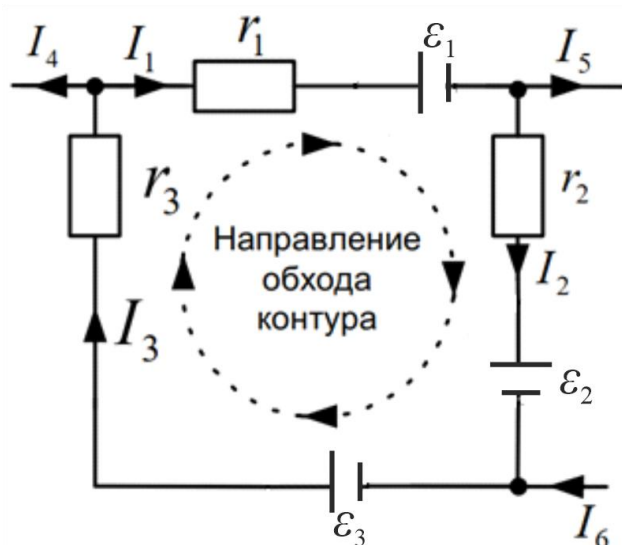 I₄ I₁ r₁ ε₁ I₅
r₃ r₂
Направление
обхода
контура
I₂
I₃
ε₂
ε₃ I₆